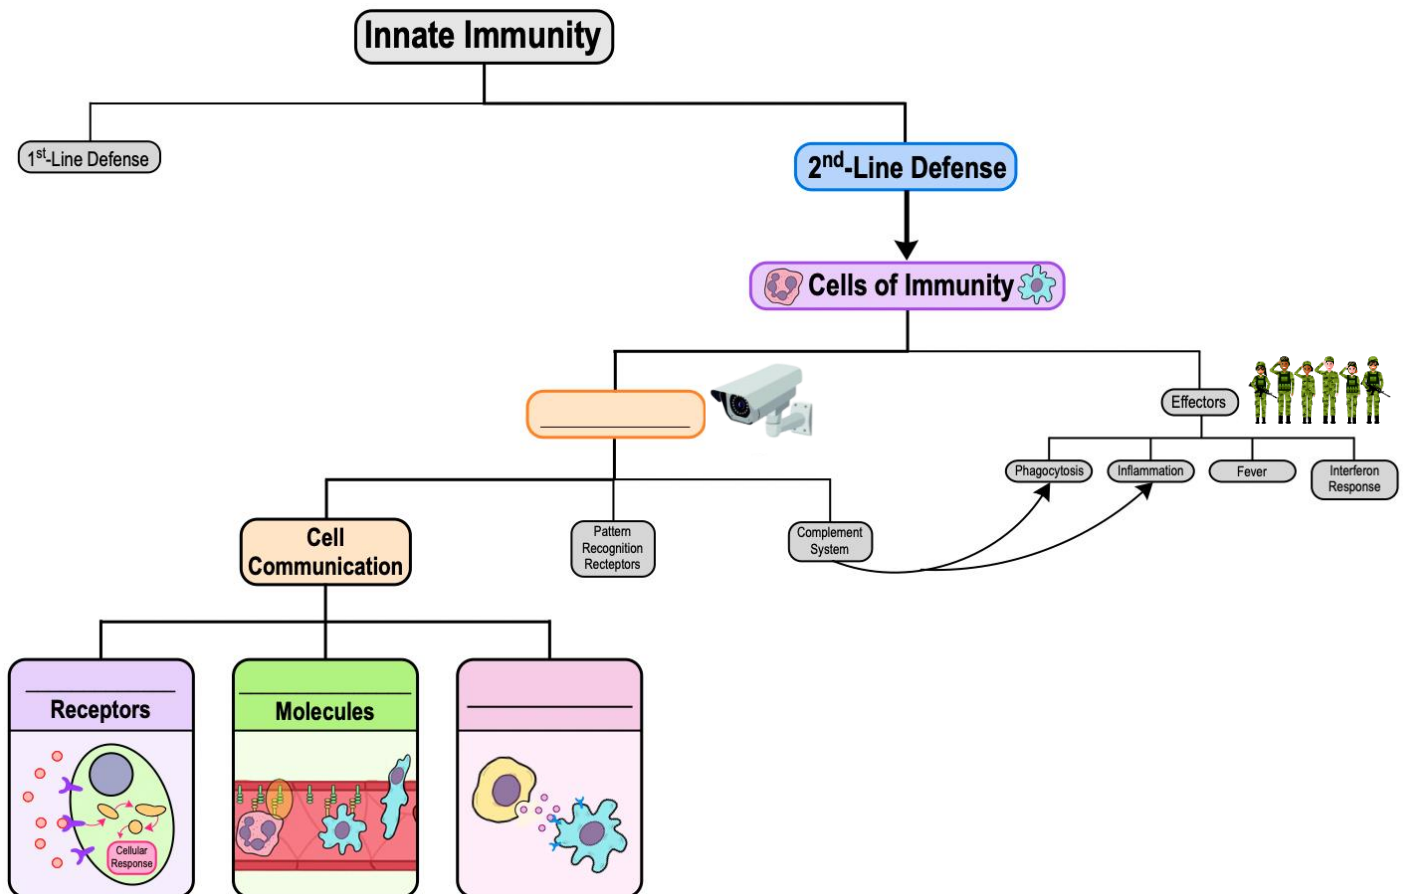 Innate Immunity
1st-Line Defense
2nd-Line Defense
Cells of Immunity
Effectors
Phagocytosis
Inflammation
Fever
Interferon
Response
Cell
Communication
Pattern
Recognition
Recteptors
Complement
System
Receptors
Molecules
Cellular
Response